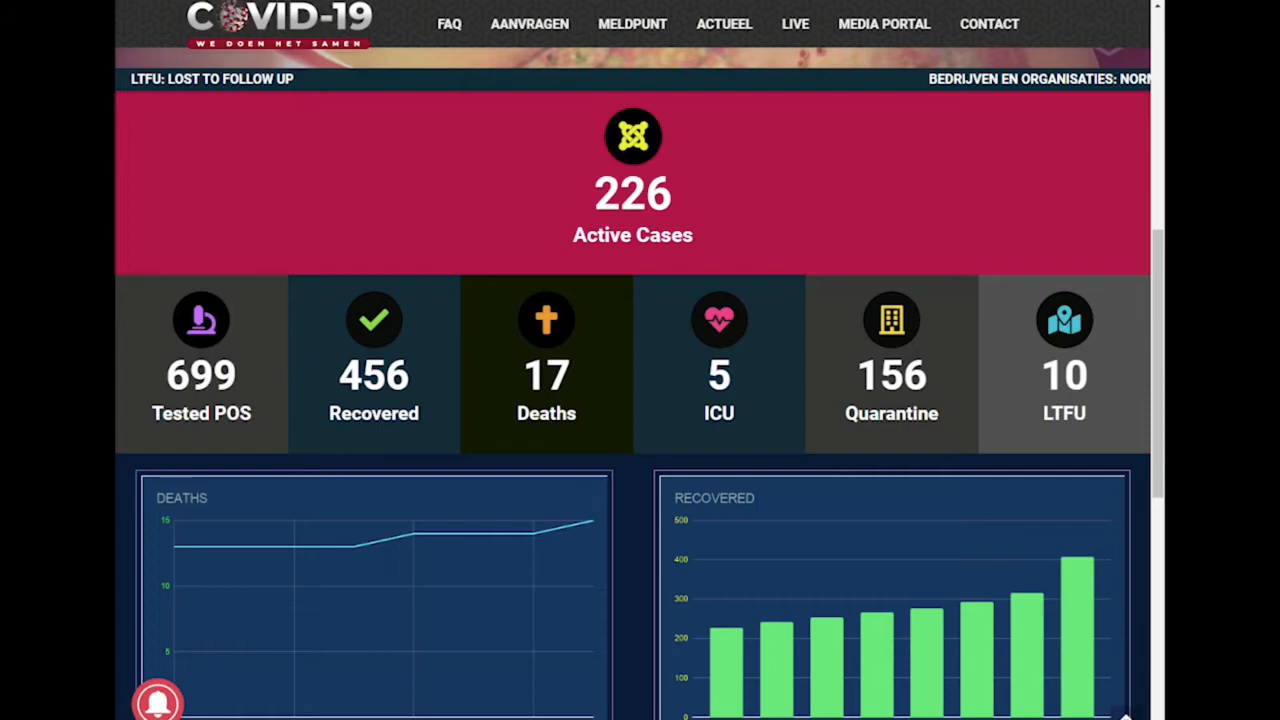 COVID-19
WE DOEN HET SAMEN
FAQ AANVRAGEN MELDPUNT ACTUEEL LIVE MEDIA PORTAL CONTACT
LTFU: LOST TO FOLLOW UP BEDRIJVEN EN ORGANISATIES:
226
Active Cases
699 456 17 5 156 10
Tested POS Recovered Deaths ICU Quarantine LTFU
DEATHS
15
10
5
RECOVERED
500
400
300
200
100
0